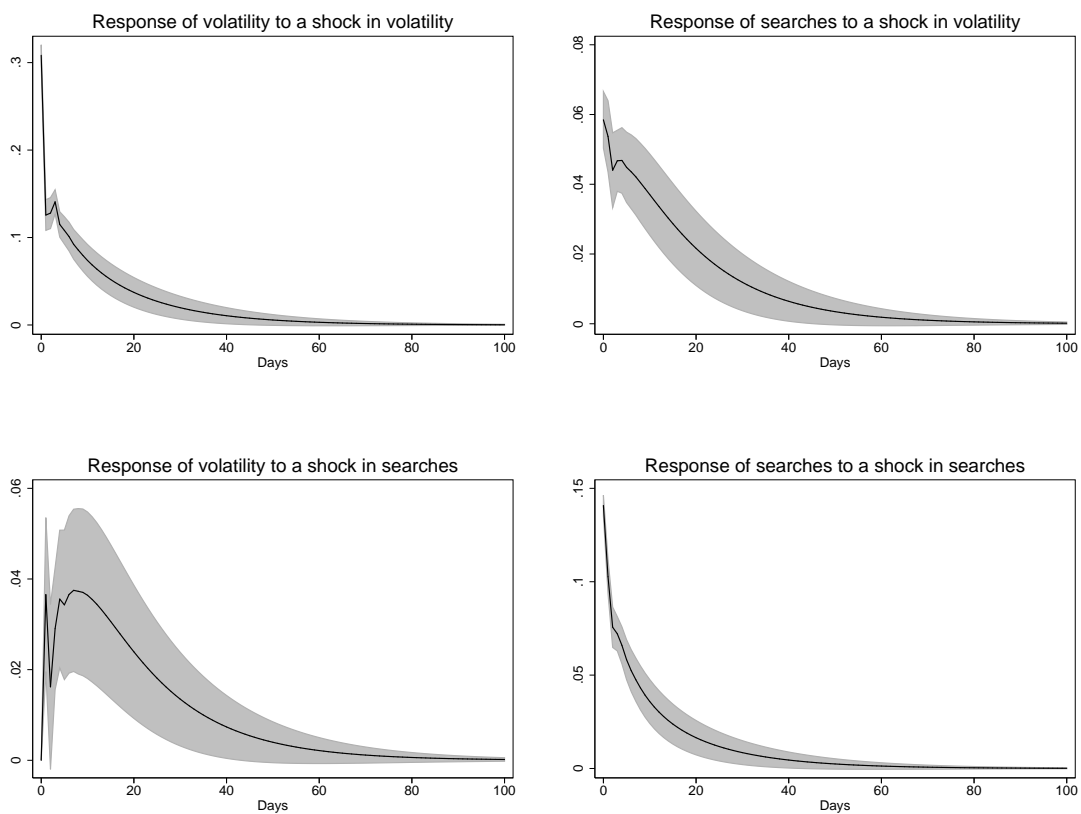 Response of volatility to a shock in volatility
.3
.2
.1
0
0 20 40 60 80 100
Days
Response of searches to a shock in volatility
.08
.06
.04
.02
0
0 20 40 60 80 100
Days
Response of volatility to a shock in searches
.06
.04
.02
0
0 20 40 60 80 100
Days
Response of searches to a shock in searches
.15
.1
.05
0
0 20 40 60 80 100
Days